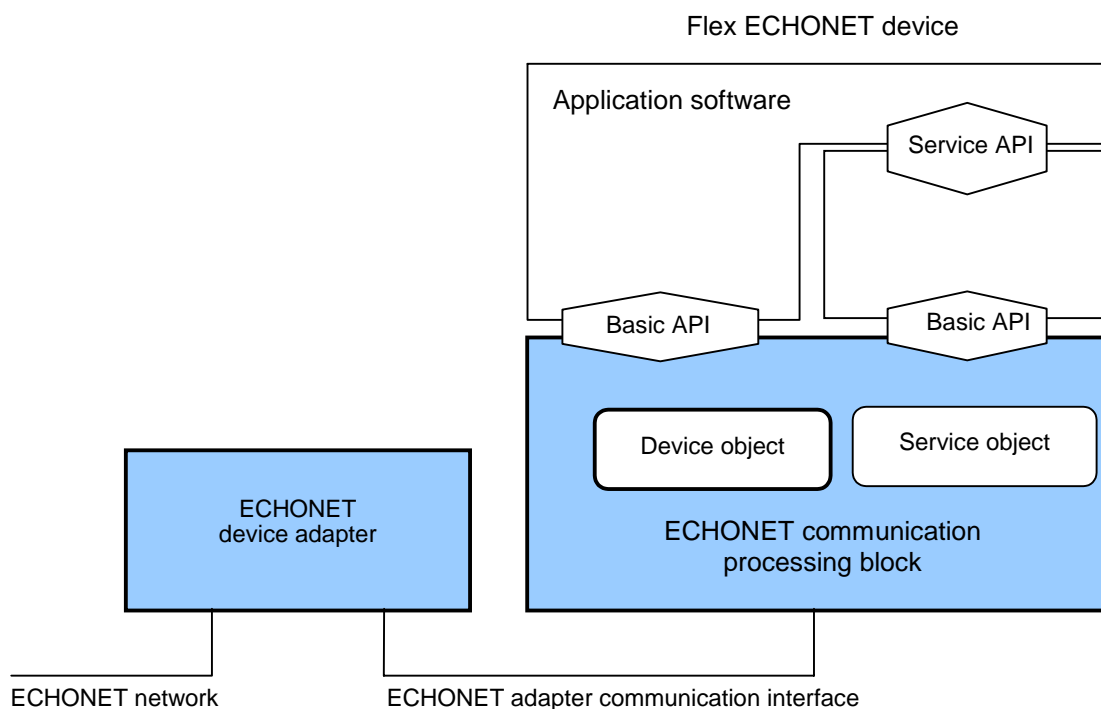 Flex ECHONET device
Application software
Service API
Basic API
Basic API
Device object
Service object
ECHONET
device adapter
ECHONET communication
processing block
ECHONET network
ECHONET adapter communication interface